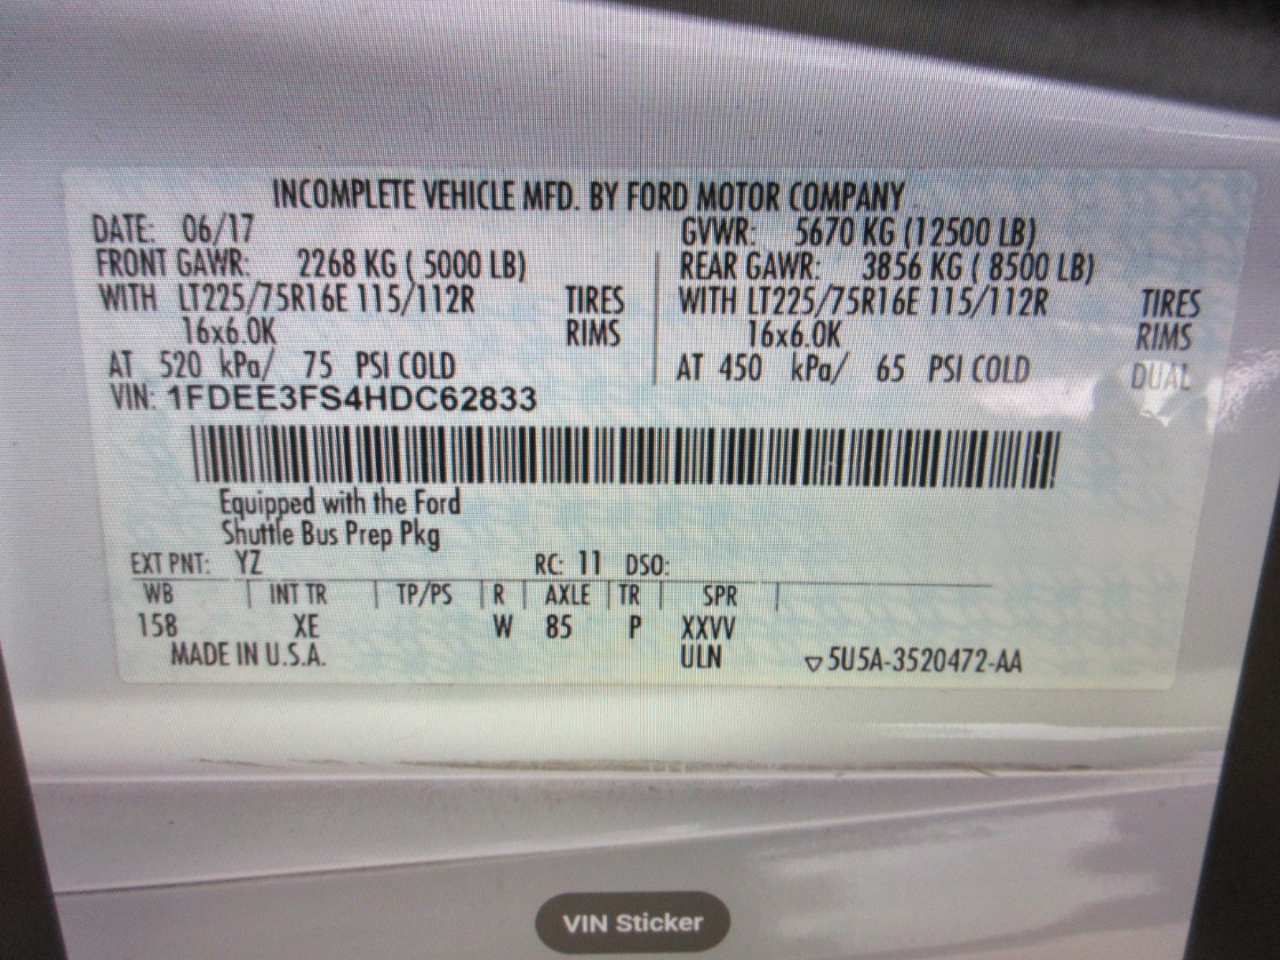 INCOMPLETE VEHICLE MFD. BY FORD MOTOR COMPANY
DATE: 06/17 GVWR: 5670 KG (12500 LB)
FRONT GAWR: 2268 KG ( 5000 LB) REAR GAWR: 3856 KG ( 8500 LB)
WITH LT225/75R16E 115/112R TIRES WITH LT225/75R16E 115/112R TIRES
16x6.0K RIMS 16x6.0K RIMS
AT 520 kPa/ 75 PSI COLD AT 450 kPa/ 65 PSI COLD DUAL
VIN: 1FDEE3FS4HDC62833
Equipped with the Ford
Shuttle Bus Prep Pkg
EXT PNT: YZ RC: 11 DSO:
WB INT TR TP/PS R AXLE TR SPR
158 XE W 85 P XXVV
MADE IN U.S.A. ULN ▽5U5A-3520472-AA
VIN Sticker